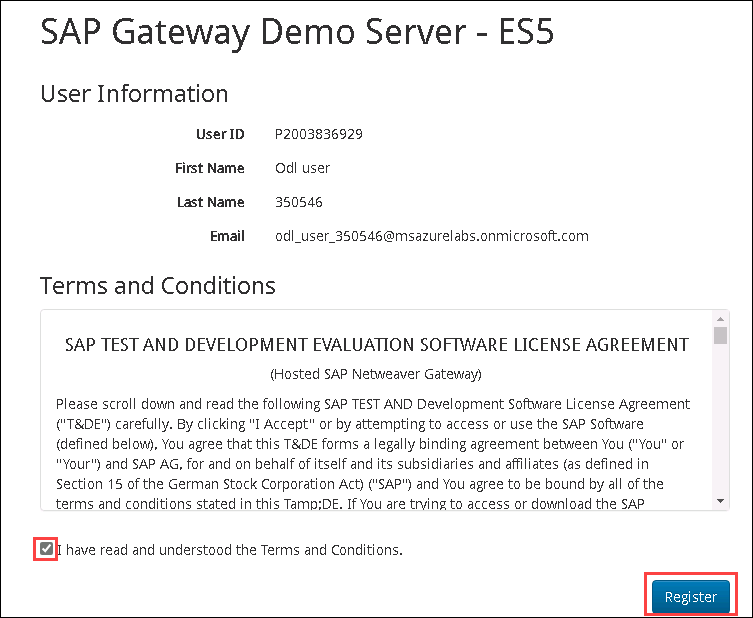 SAP Gateway Demo Server - ES5
User Information
User ID P2003836929
First Name Odl user
Last Name 350546
Email odl_user_350546@msazurelabs.onmicrosoft.com
Terms and Conditions
SAP TEST AND DEVELOPMENT EVALUATION SOFTWARE LICENSE AGREEMENT
(Hosted SAP Netweaver Gateway)
Please scroll down and read the following SAP TEST AND Development Software License Agreement
("T&DE") carefully. By clicking "I Accept" or by attempting to access or use the SAP Software
(defined below), You agree that this T&DE forms a legally binding agreement between You ("You" or
"Your") and SAP AG, for and on behalf of itself and its subsidiaries and affiliates (as defined in
Section 15 of the German Stock Corporation Act) ("SAP") and You agree to be bound by all of the
terms and conditions stated in this Tamp;DE. If You are trying to access or download the SAP
I have read and understood the Terms and Conditions.
Register